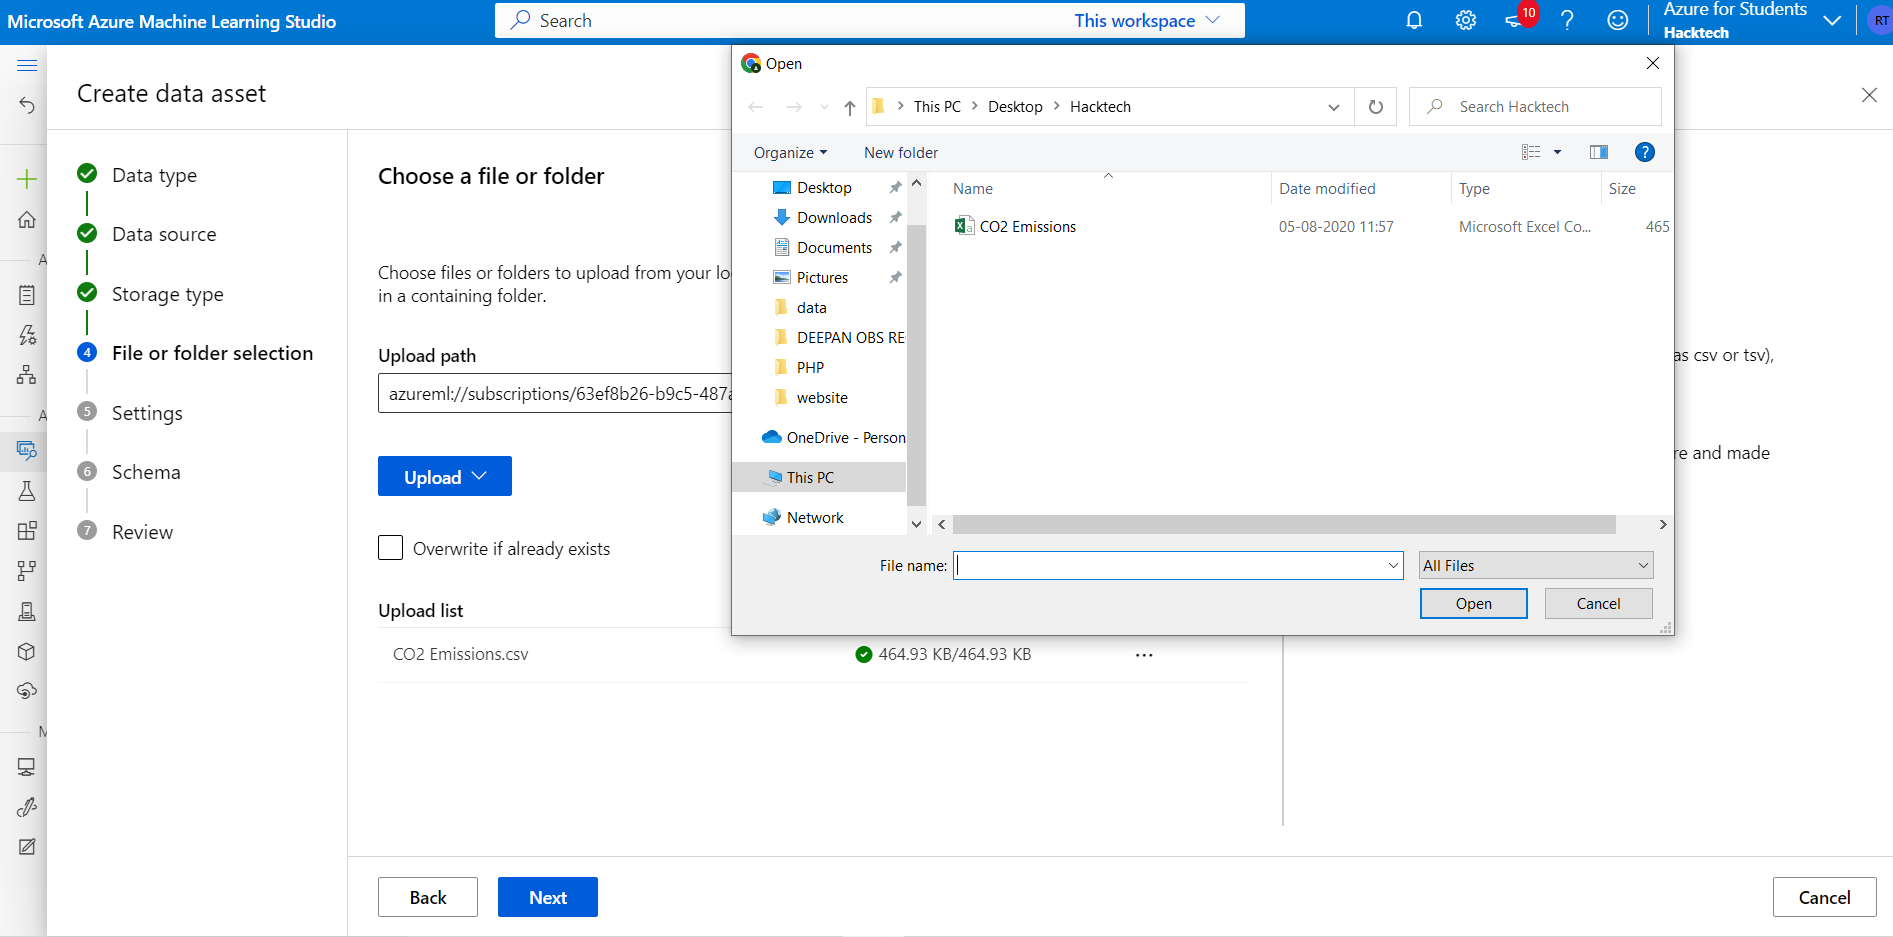 Microsoft Azure Machine Learning Studio
Search
This workspace
10
Azure for Students
Hacktech
RT
Create data asset
Data type
Data source
Storage type
4 File or folder selection
5 Settings
6 Schema
7 Review
A
A
M
Choose a file or folder
Choose files or folders to upload from your lo
in a containing folder.
Upload path
azureml://subscriptions/63ef8b26-b9c5-487a
Upload
Overwrite if already exists
Upload list
CO2 Emissions.csv
464.93 KB/464.93 KB
...
as csv or tsv),
re and made
Back
Next
Cancel
Open
This PC > Desktop > Hacktech
Search Hacktech
Organize
New folder
?
Name
Date modified
Type
Size
CO2 Emissions
05-08-2020 11:57
Microsoft Excel Co...
465
Desktop
Downloads
Documents
Pictures
data
DEEPAN OBS RE
PHP
website
OneDrive - Person
This PC
Network
File name:
All Files
Open
Cancel